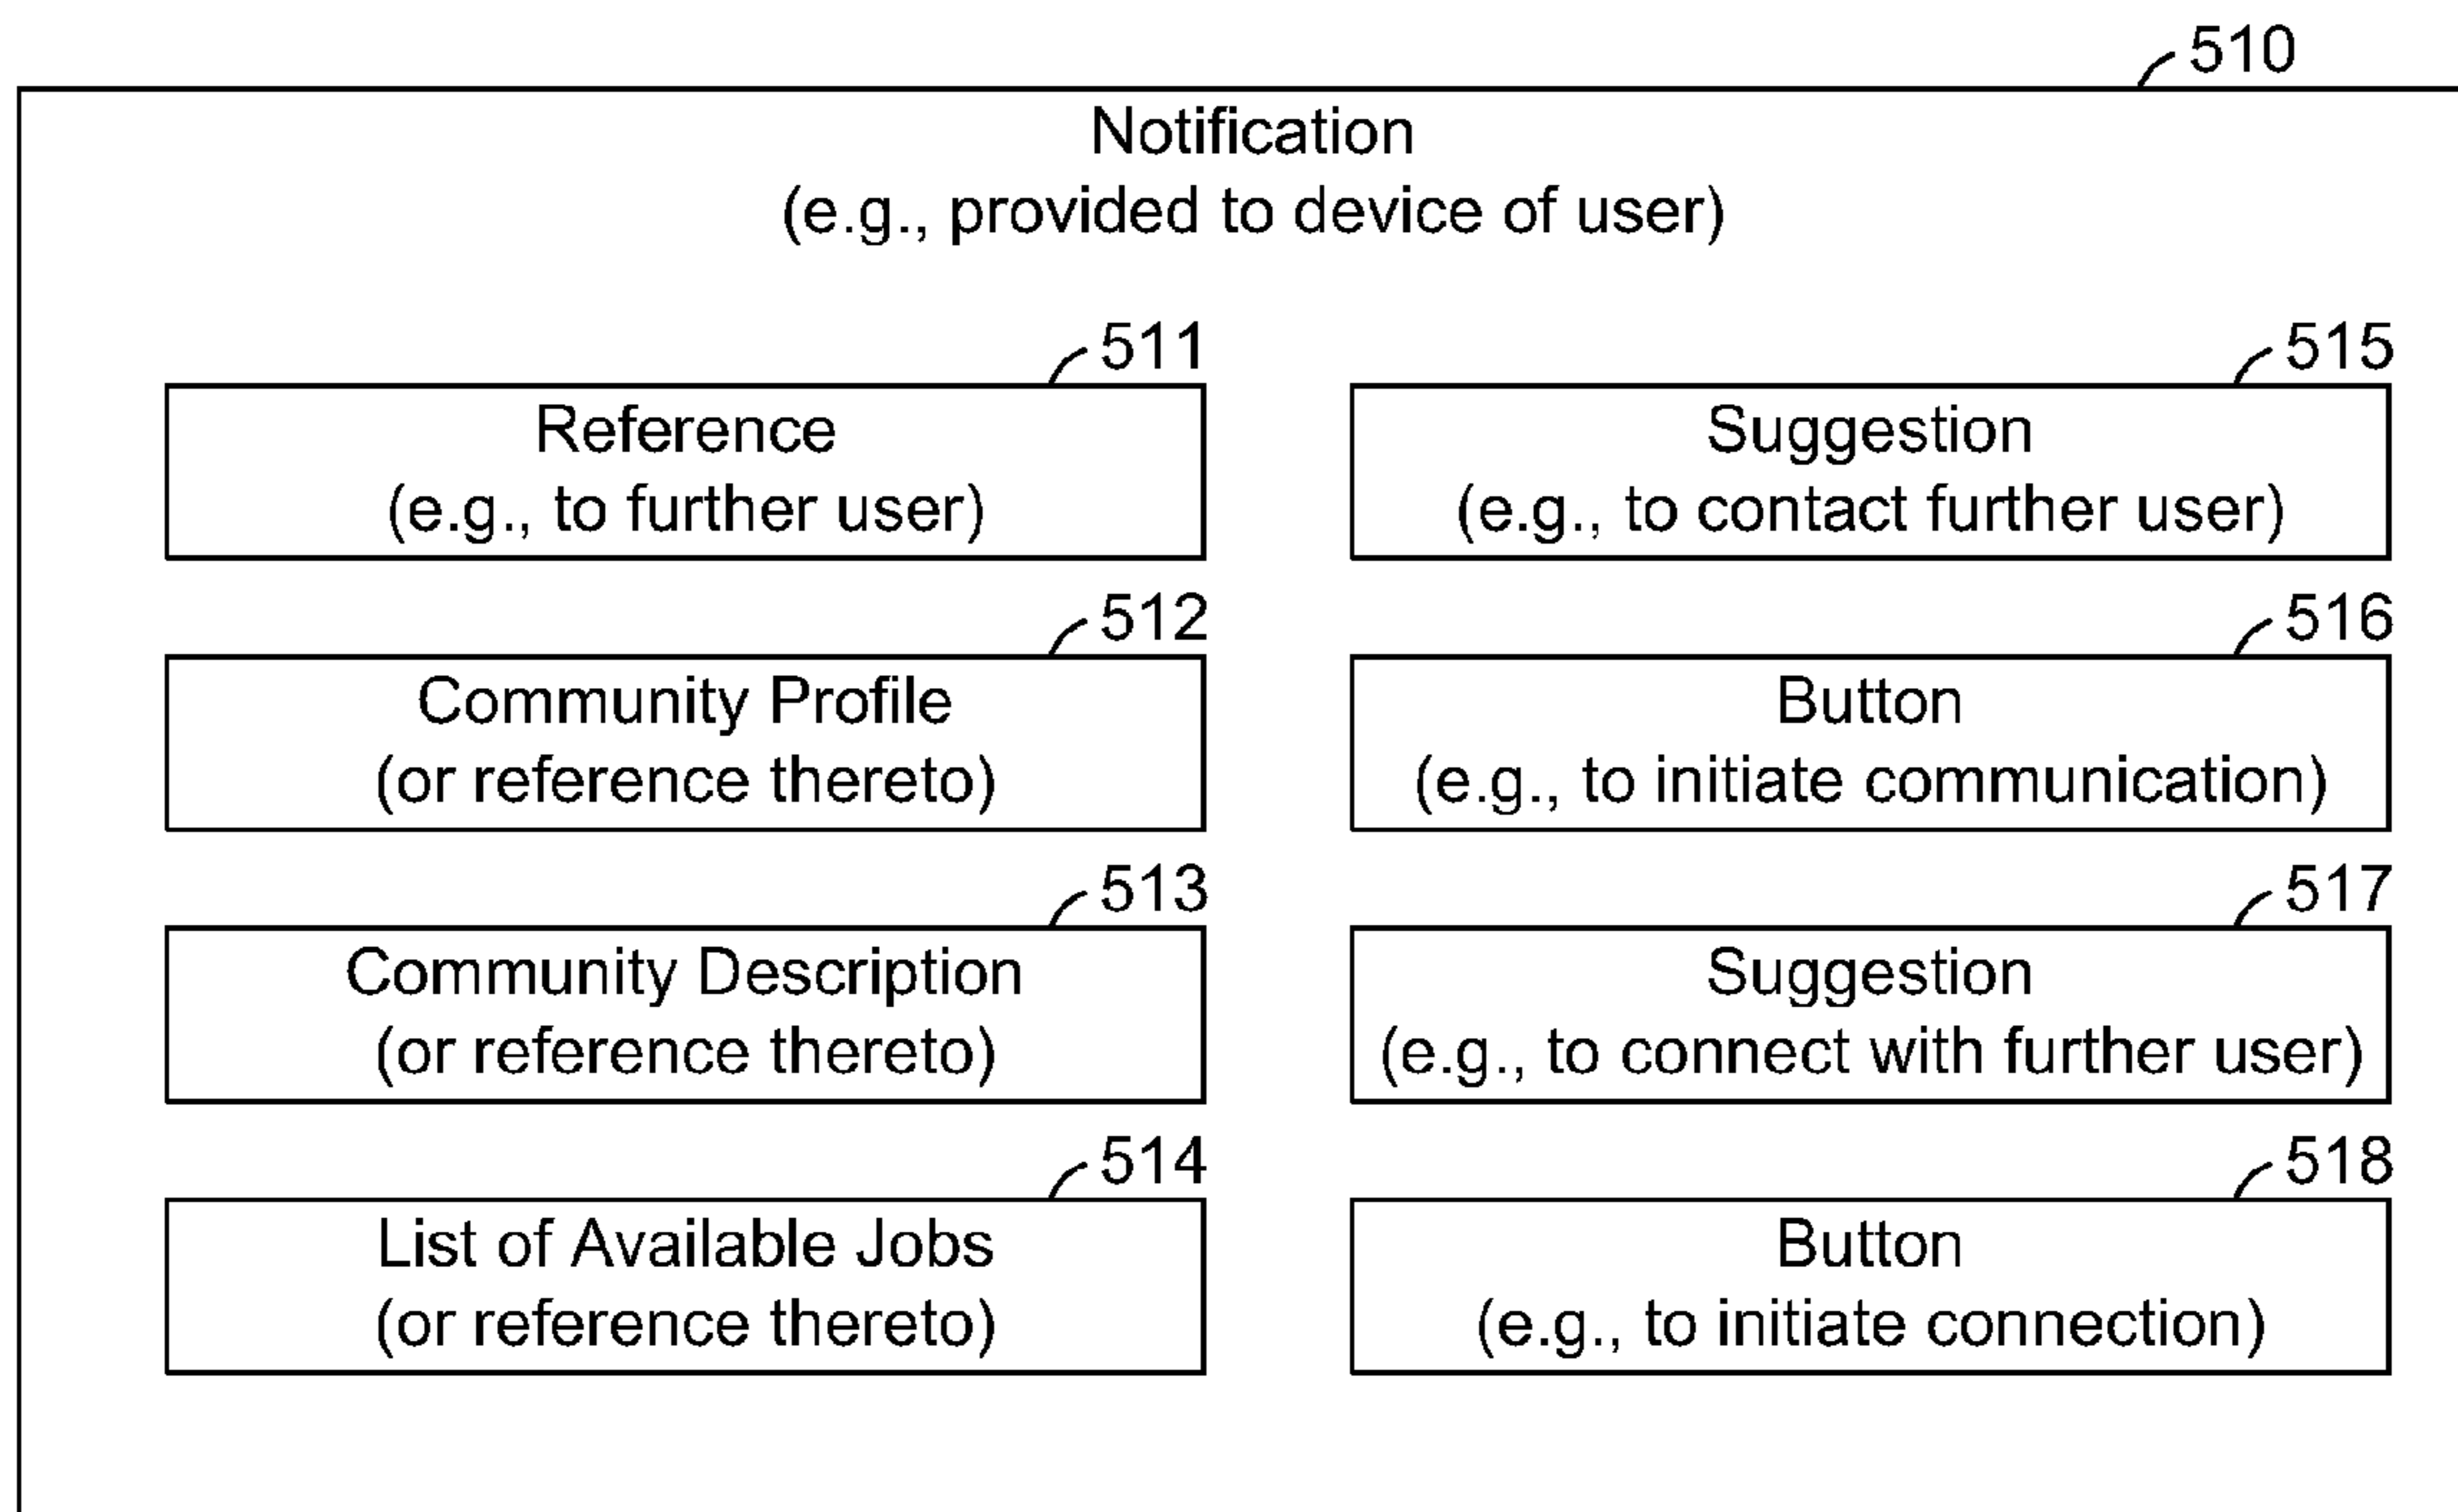 510
Notification
(e.g., provided to device of user)
511
Reference
(e.g., to further user)
512
Community Profile
(or reference thereto)
513
Community Description
(or reference thereto)
514
List of Available Jobs
(or reference thereto)
515
Suggestion
(e.g., to contact further user)
516
Button
(e.g., to initiate communication)
517
Suggestion
(e.g., to connect with further user)
518
Button
(e.g., to initiate connection)